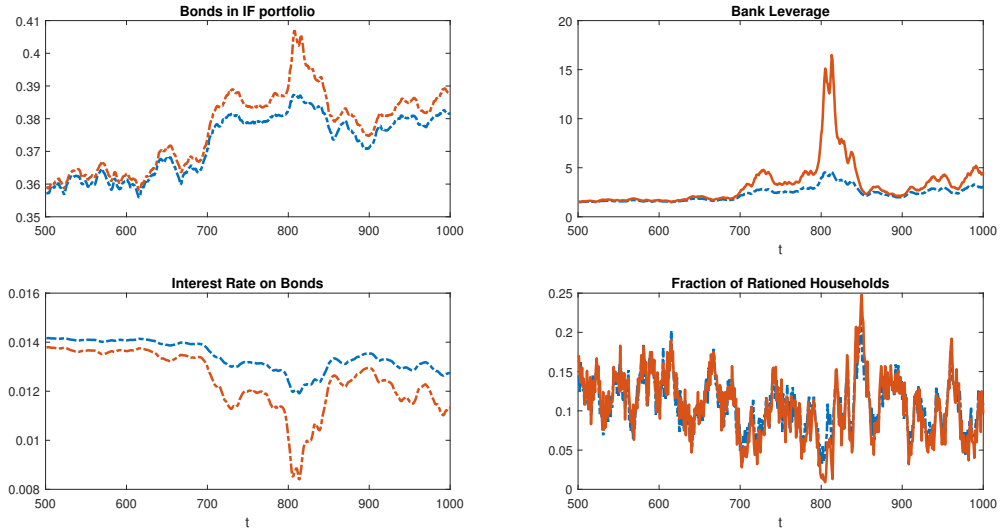 Bonds in IF portfolio
0.41
0.4
0.39
0.38
0.37
0.36
0.35
500 600 700 800 900 1000
Bank Leverage
20
15
10
5
0
500 600 700 800 900 1000
t
Interest Rate on Bonds
0.016
0.014
0.012
0.01
0.008
500 600 700 800 900 1000
t
Fraction of Rationed Households
0.25
0.2
0.15
0.1
0.05
0
500 600 700 800 900 1000
t